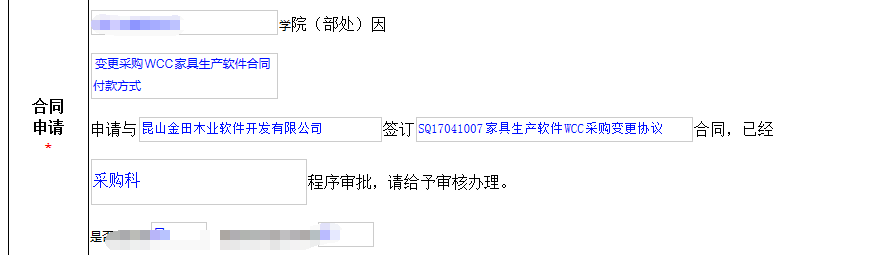 学院（部处）因
变更采购WCC家具生产软件合同
付款方式
合同
申请
*
申请与 昆山金田木业软件开发有限公司 签订 SQ17041007家具生产软件WCC采购变更协议 合同，已经
采购科 程序审批，请给予审核办理。
是否